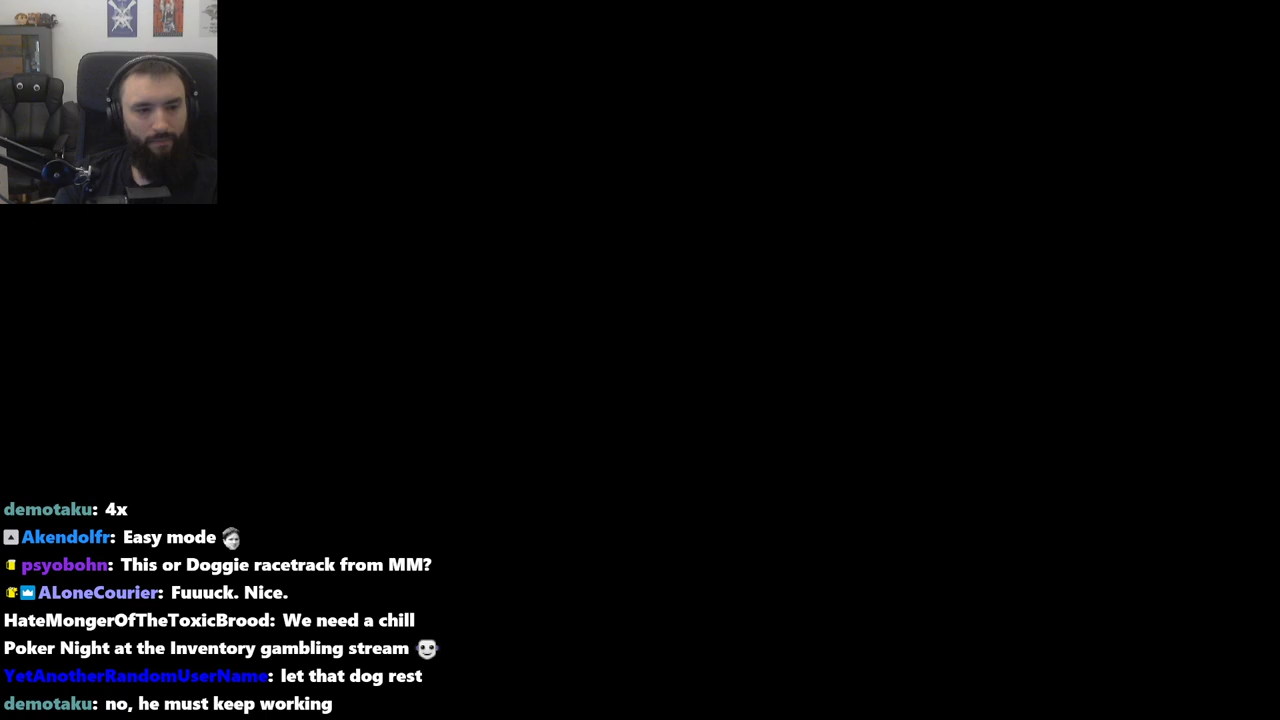 demotaku: 4x
Akendolfr: Easy mode
psyobohn: This or Doggie racetrack from MM?
ALoneCourier: Fuuuck. Nice.
HateMongerOfTheToxicBrood: We need a chill
Poker Night at the Inventory gambling stream
YetAnotherRandomUserName: let that dog rest
demotaku: no, he must keep working